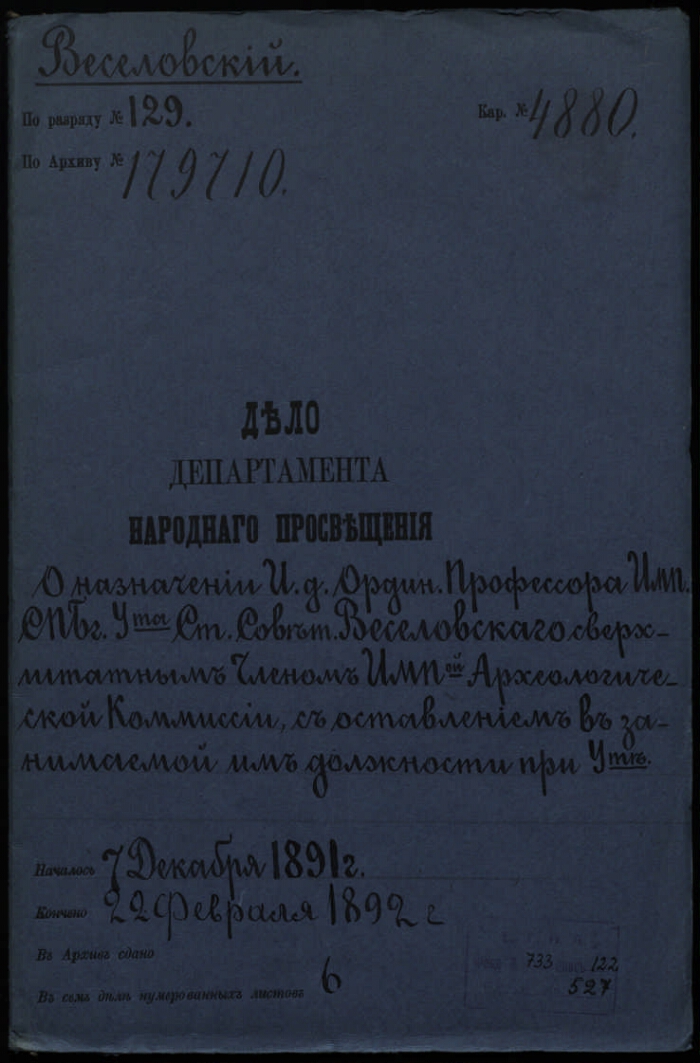 Веселовскій.
По разряду № 129.
Кар. № 4880.
По Архиву № 179710.
ДѢЛО
ДЕПАРТАМЕНТА
НАРОДНАГО ПРОСВѢЩЕНІЯ
О назначеніи И. д. Ордин. Профессора Имп.
СПБг. Ута Ст. Совѣт. Веселовскаго сверх-
штатнымъ Членомъ Импой Археологиче-
ской Коммиссіи, съ оставленіемъ въ за-
нимаемой имъ должности при Утѣ.
Началось 7 Декабря 1891 г.
Кончено 22 Февраля 1892 г
Въ Архивъ сдано
Въ семъ дѣлѣ нумерованныхъ листовъ 6
733 122
527